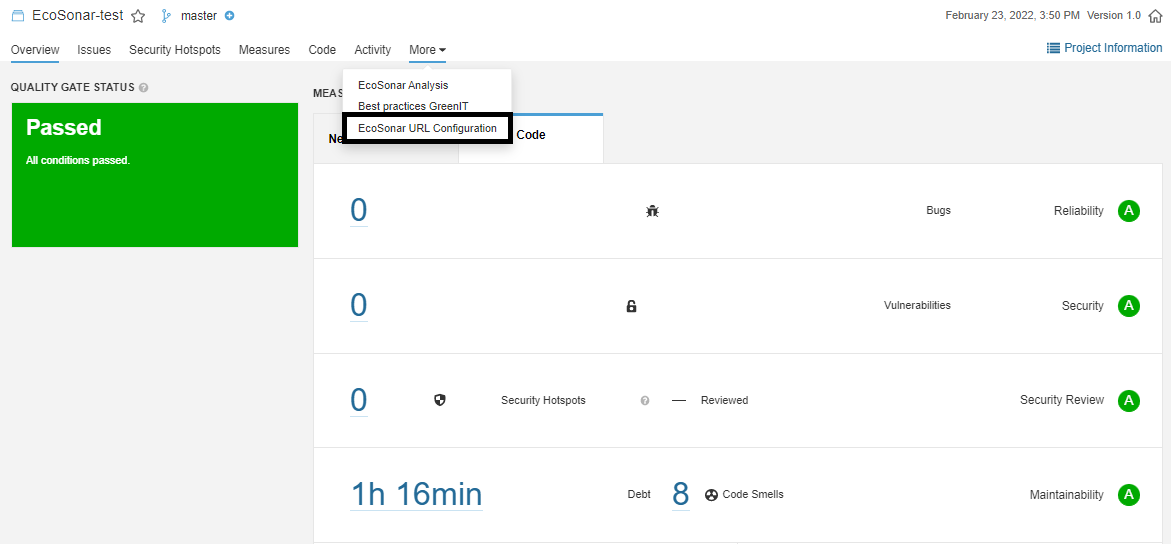 EcoSonar-test master
February 23, 2022, 3:50 PM Version 1.0
Overview Issues Security Hotspots Measures Code Activity More
Project Information
QUALITY GATE STATUS ?
Passed
All conditions passed.
EcoSonar Analysis
Best practices GreenIT
EcoSonar URL Configuration
Code
0 Bugs Reliability A
0 Vulnerabilities Security A
0 Security Hotspots ? — Reviewed Security Review A
1h 16min Debt 8 Code Smells Maintainability A